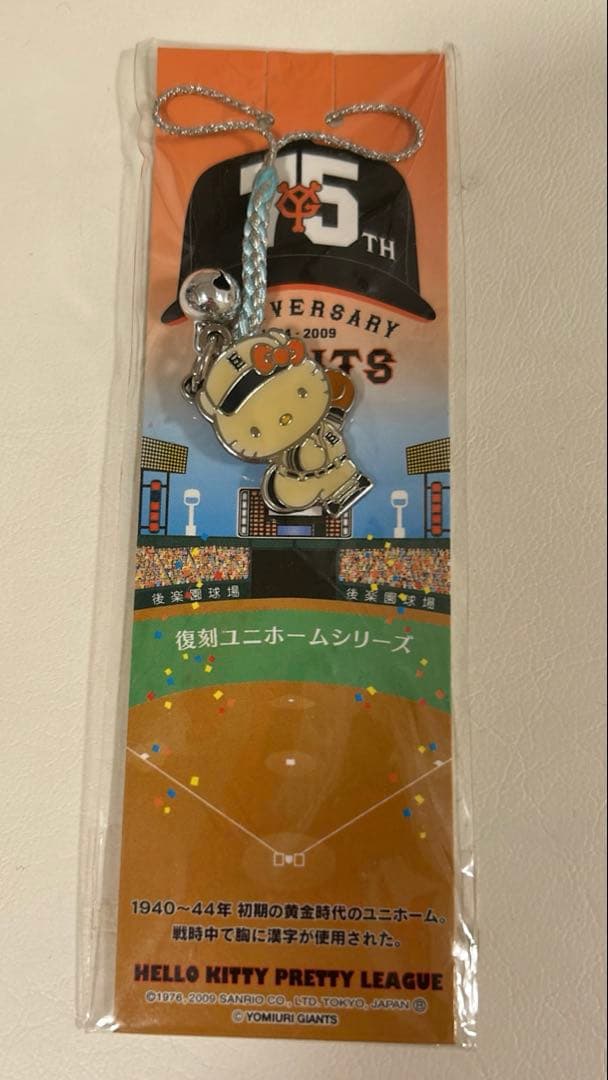 75TH
VERSARY
4-2009
後楽園球場
後楽園球場
復刻ユニホームシリーズ
1940～44年 初期の黄金時代のユニホーム。
戦時中で胸に漢字が使用された。
HELLO KITTY PRETTY LEAGUE
©1976, 2009 SANRIO CO., LTD. TOKYO, JAPAN Ⓑ
© YOMIURI GIANTS